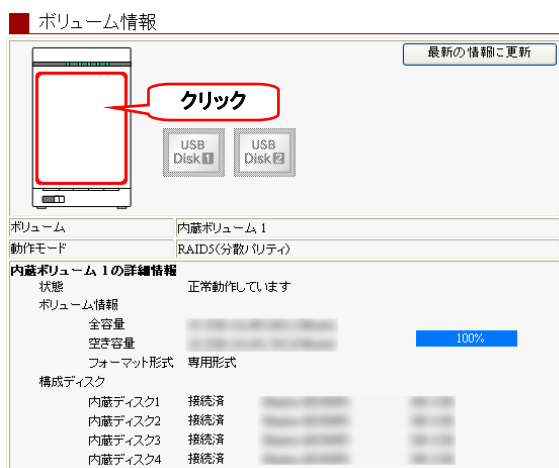 ボリューム情報
最新の情報に更新
クリック
USB Disk 1
USB Disk 2
ボリューム 内蔵ボリューム 1
動作モード RAID5(分散パリティ)
内蔵ボリューム 1の詳細情報
状態 正常動作しています
ボリューム情報
全容量
空き容量 100%
フォーマット形式 専用形式
構成ディスク
内蔵ディスク1 接続済
内蔵ディスク2 接続済
内蔵ディスク3 接続済
内蔵ディスク4 接続済